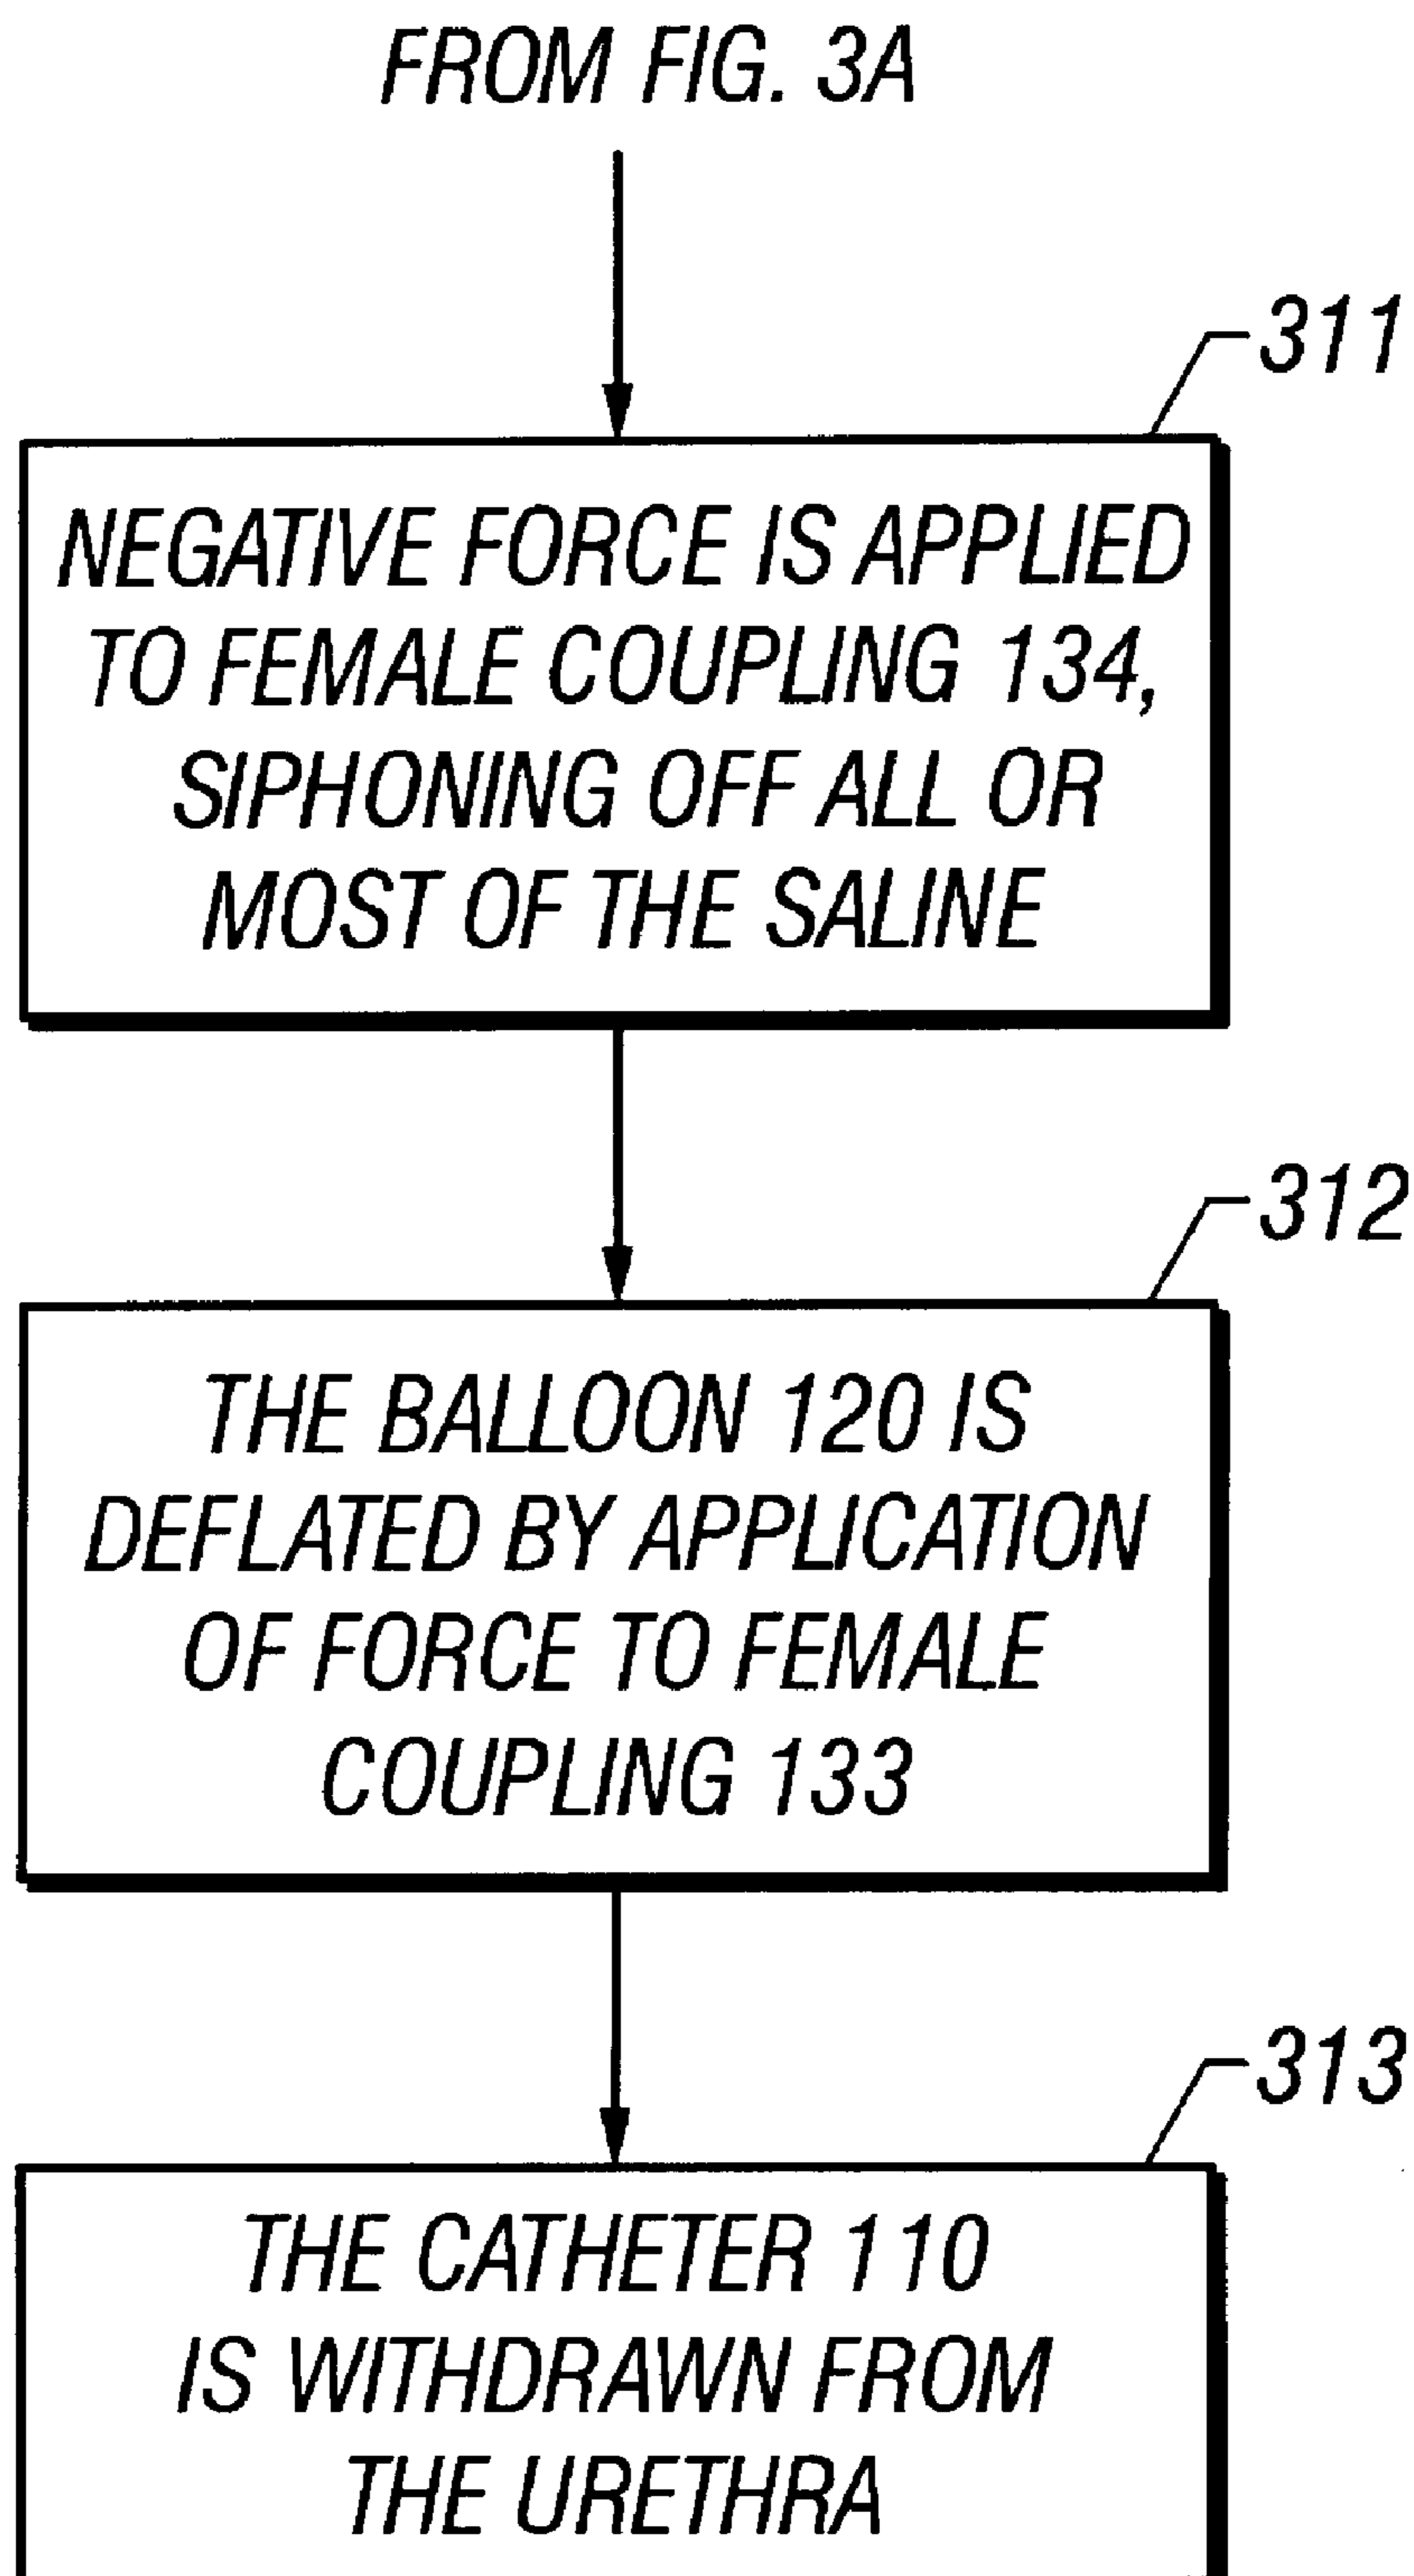 FROM FIG. 3A
311
NEGATIVE FORCE IS APPLIED
TO FEMALE COUPLING 134,
SIPHONING OFF ALL OR
MOST OF THE SALINE
312
THE BALLOON 120 IS
DEFLATED BY APPLICATION
OF FORCE TO FEMALE
COUPLING 133
313
THE CATHETER 110
IS WITHDRAWN FROM
THE URETHRA